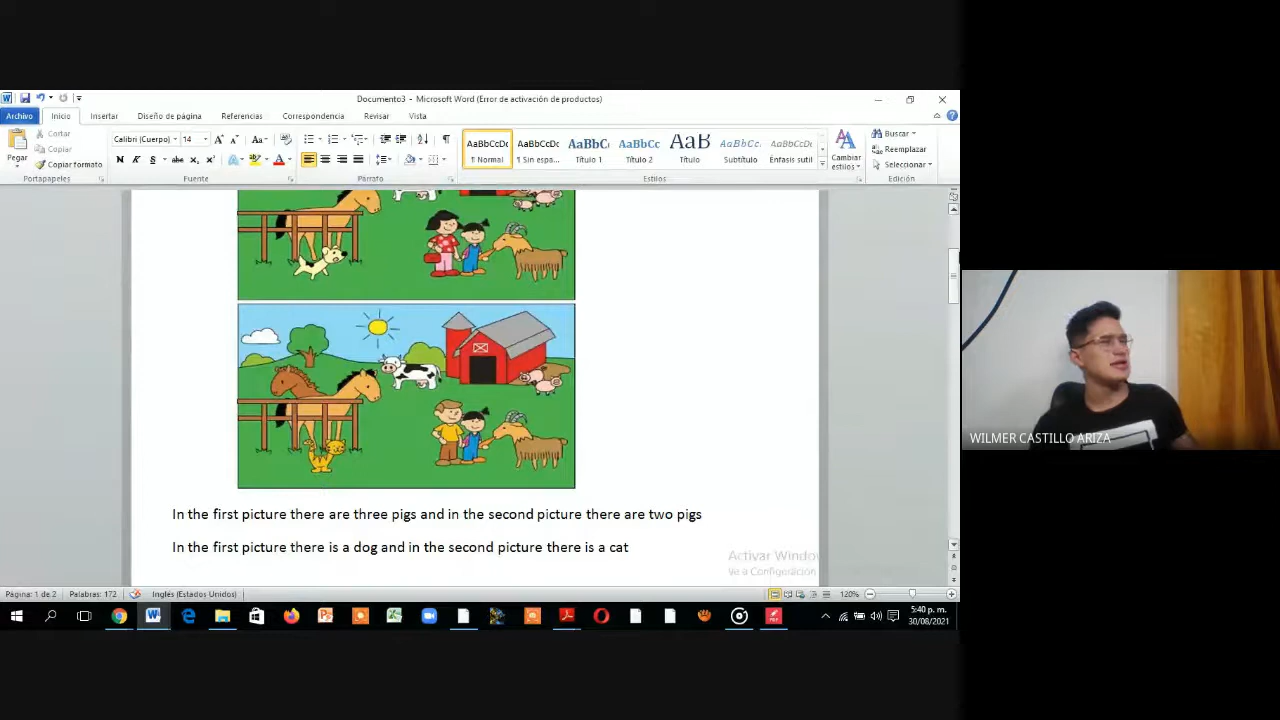 Documento3 - Microsoft Word (Error de activación de productos)
Archivo Inicio Insertar Diseño de página Referencias Correspondencia Revisar Vista
Pegar
Cortar
Copiar
Copiar formato
Portapapeles
Calibri (Cuerpo) 14
Fuente
Párrafo
AaBbCcDc AaBbCcDc AaBbC AaBbCc AaB AaBbCc AaBbCcDc
¶ Normal ¶ Sin espa... Título 1 Título 2 Título Subtítulo Énfasis sutil
Estilos
Cambiar estilos
Buscar
Reemplazar
Seleccionar
Edición
In the first picture there are three pigs and in the second picture there are two pigs
In the first picture there is a dog and in the second picture there is a cat
Activar Window
Ve a Configuración
Página: 1 de 2 Palabras: 172 Inglés (Estados Unidos) 120%
5:40 p. m.
30/08/2021
WILMER CASTILLO ARIZA